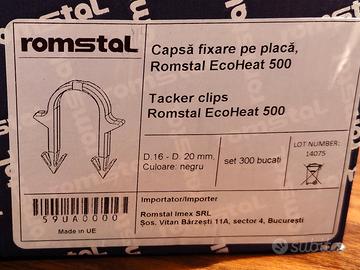 romstal
Capsă fixare pe placă,
Romstal EcoHeat 500
Tacker clips
Romstal EcoHeat 500
D.16 - D. 20 mm,
Culoare: negru
set 300 bucati
LOT NUMBER:
14075
59UA0000
Made in UE
Importator/Importer
Romstal Imex SRL
Șos. Vitan Bârzești 11A, sector 4, București
subito